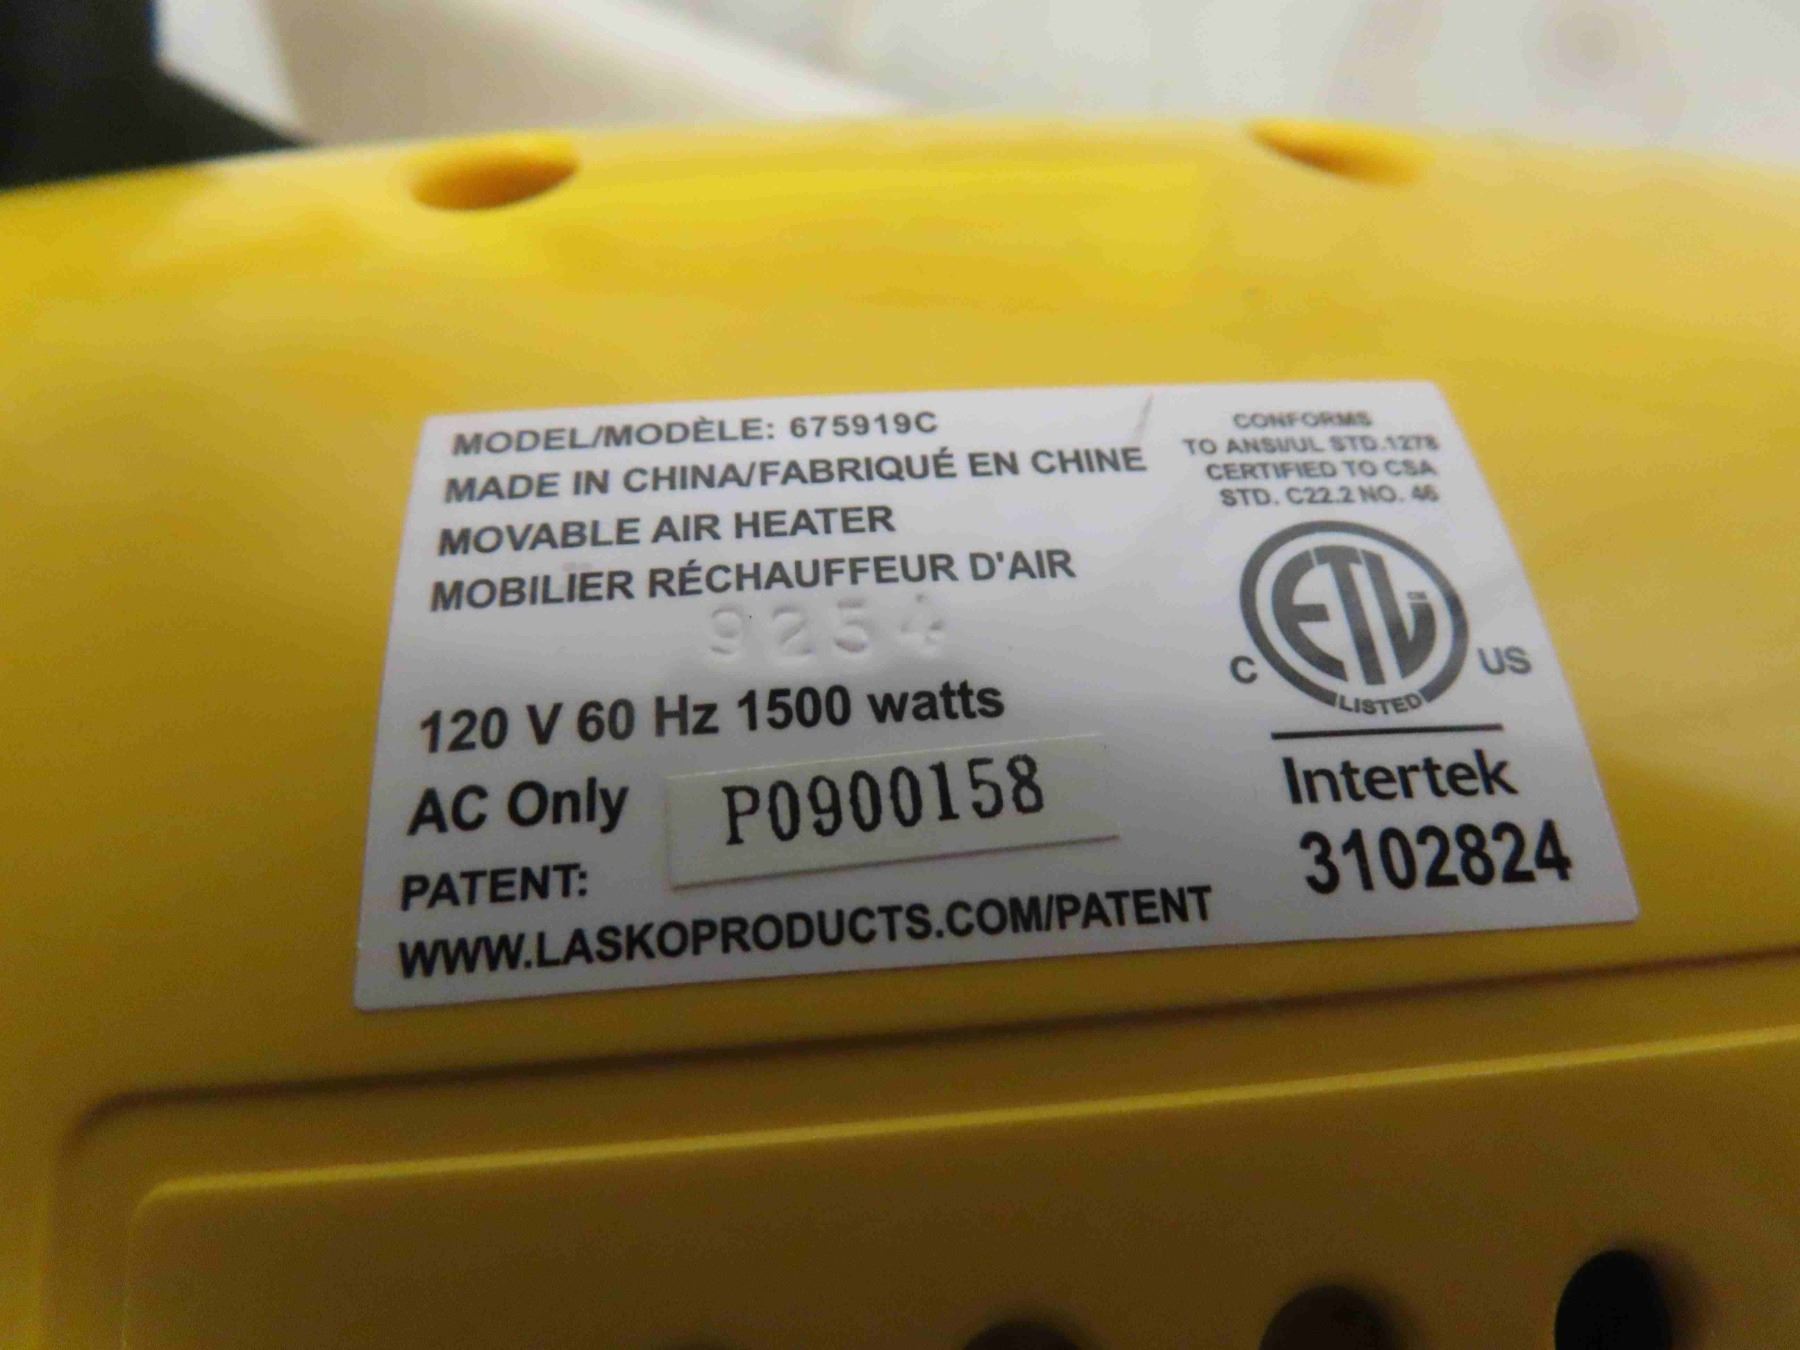 MODEL/MODÈLE: 675919C
MADE IN CHINA/FABRIQUÉ EN CHINE
MOVABLE AIR HEATER
MOBILIER RÉCHAUFFEUR D'AIR
9254
120 V 60 Hz 1500 watts
AC Only
P0900158
PATENT:
WWW.LASKOPRODUCTS.COM/PATENT
CONFORMS
TO ANSI/UL STD.1278
CERTIFIED TO CSA
STD. C22.2 NO. 46
ETL
C US
LISTED
Intertek
3102824